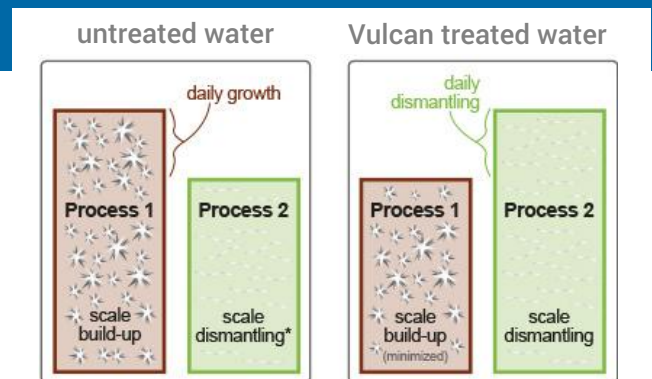 untreated water
daily growth
Process 1
scale
build-up
Process 2
scale
dismantling*
Vulcan treated water
daily
dismantling
Process 1
scale
build-up
(minimized)
Process 2
scale
dismantling